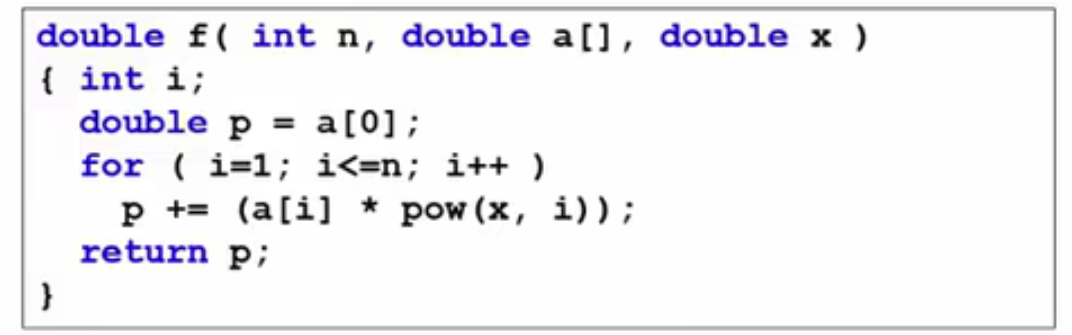 double f( int n, double a[], double x )
{ int i;
double p = a[0];
for ( i=1; i<=n; i++ )
p += (a[i] * pow(x, i));
return p;
}